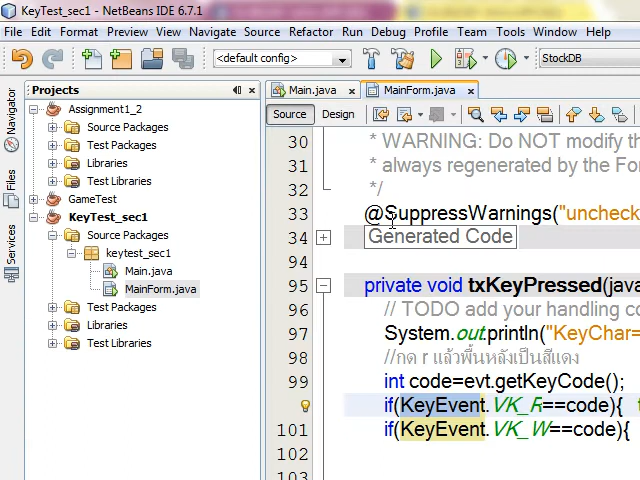 KeyTest_sec1 - NetBeans IDE 6.7.1
File Edit Format Preview View Navigate Source Refactor Run Debug Profile Team Tools Window Help
<default config> StockDB
Projects
Main.java MainForm.java
Source Design
Navigator
Files
Services
Assignment1_2
Source Packages
Test Packages
Libraries
Test Libraries
GameTest
KeyTest_sec1
Source Packages
keytest_sec1
Main.java
MainForm.java
Test Packages
Libraries
Test Libraries
30 * WARNING: Do NOT modify th
31 * always regenerated by the Fo
32 */
33 @SuppressWarnings("uncheck
34 Generated Code
94
95 private void txKeyPressed(java
96 // TODO add your handling co
97 System.out.println("KeyChar=
98 //กด r แล้วพื้นหลังเป็นสีแดง
99 int code=evt.getKeyCode();
if(KeyEvent.VK_R==code){
101 if(KeyEvent.VK_W==code){
102
103